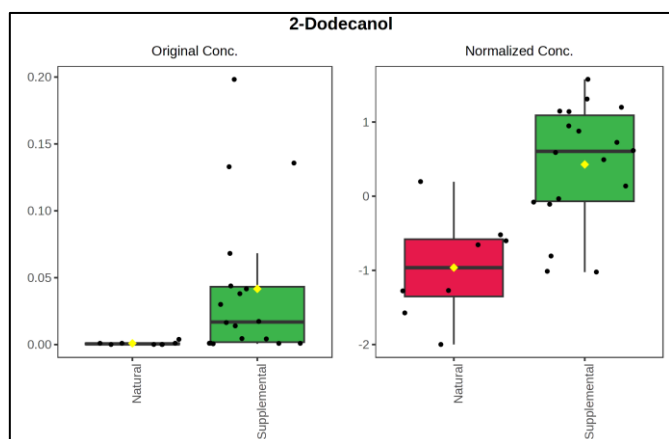 2-Dodecanol
Original Conc.
Normalized Conc.
0.20
0.15
0.10
0.05
0.00
1
0
-1
-2
Natural
Supplemental
Natural
Supplemental